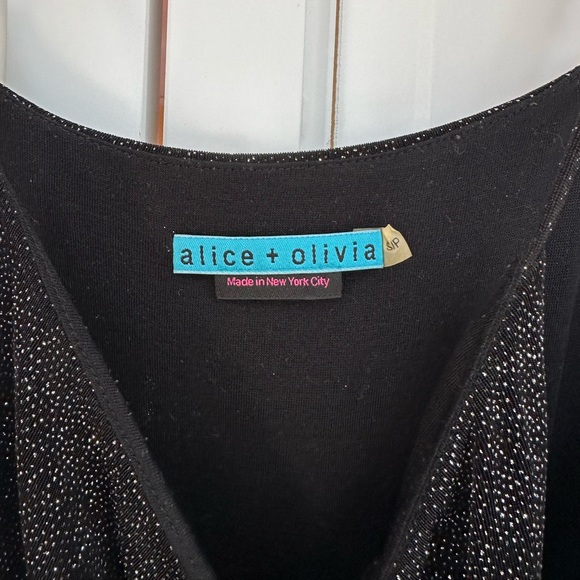 alice + olivia
S/P
Made in New York City